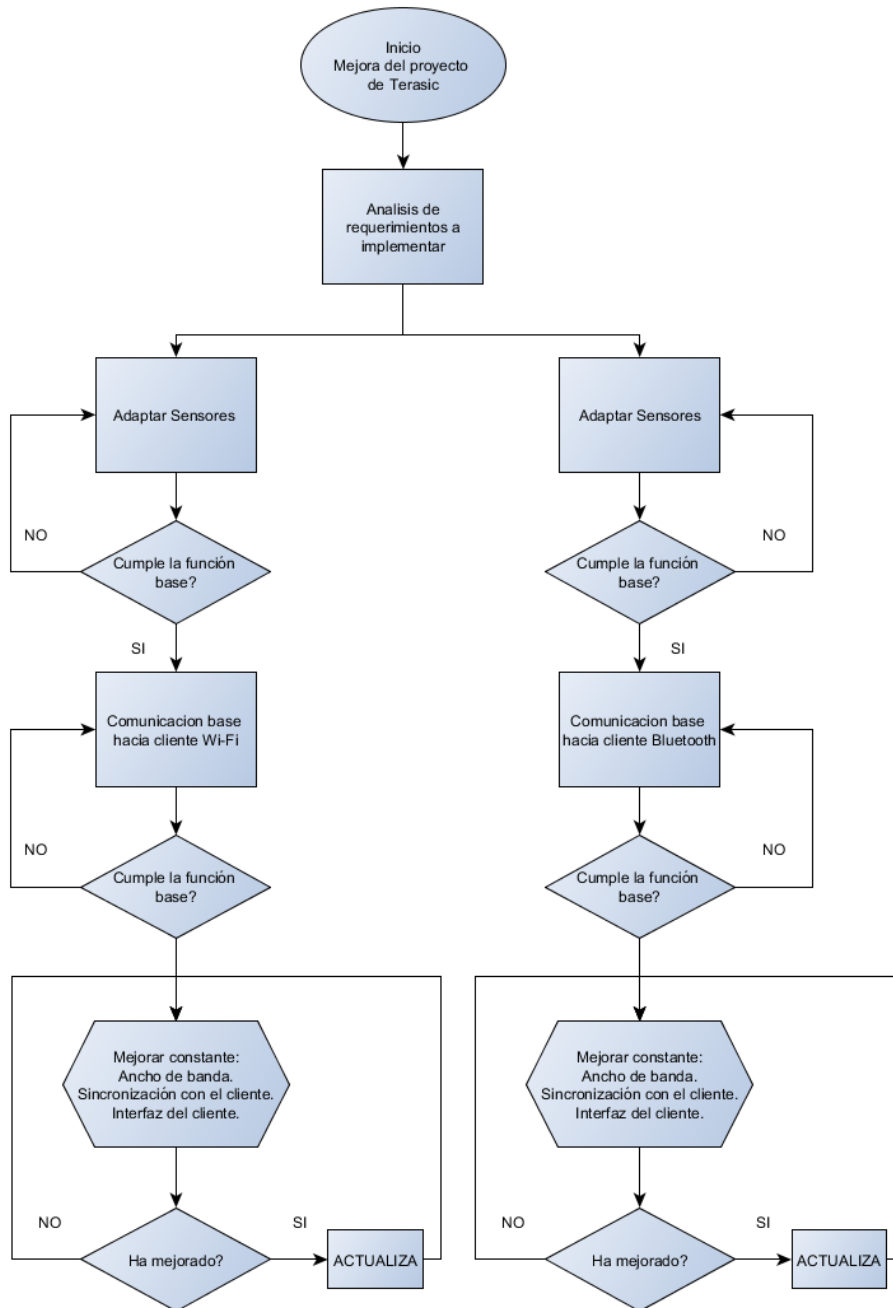 Inicio
Mejora del proyecto
de Terasic
Analisis de
requerimientos a
implementar
Adaptar Sensores
Adaptar Sensores
NO
NO
Cumple la función
base?
Cumple la función
base?
SI
SI
Comunicacion base
hacia cliente Wi-Fi
Comunicacion base
hacia cliente Bluetooth
NO
NO
Cumple la función
base?
Cumple la función
base?
Mejorar constante:
Ancho de banda.
Sincronización con el cliente.
Interfaz del cliente.
Mejorar constante:
Ancho de banda.
Sincronización con el cliente.
Interfaz del cliente.
NO
SI
NO
SI
Ha mejorado?
ACTUALIZA
Ha mejorado?
ACTUALIZA